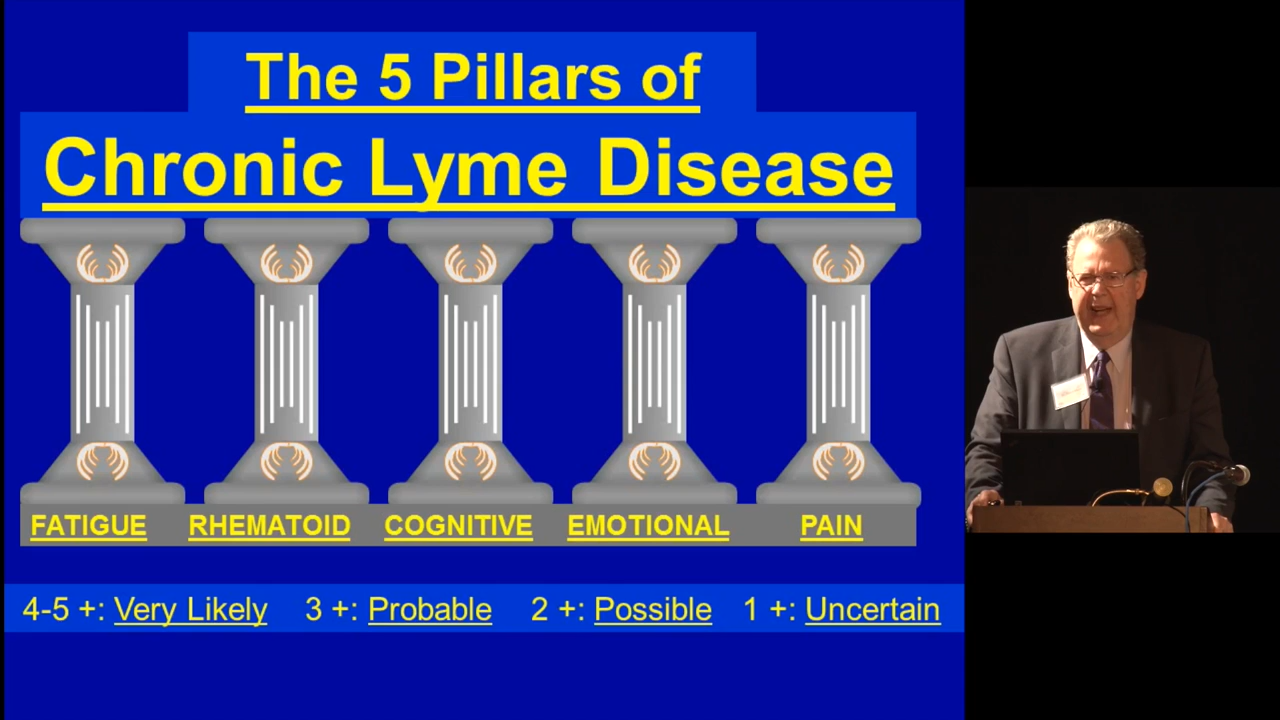 The 5 Pillars of
Chronic Lyme Disease
FATIGUE RHEMATOID COGNITIVE EMOTIONAL PAIN
4-5 +: Very Likely 3 +: Probable 2 +: Possible 1 +: Uncertain